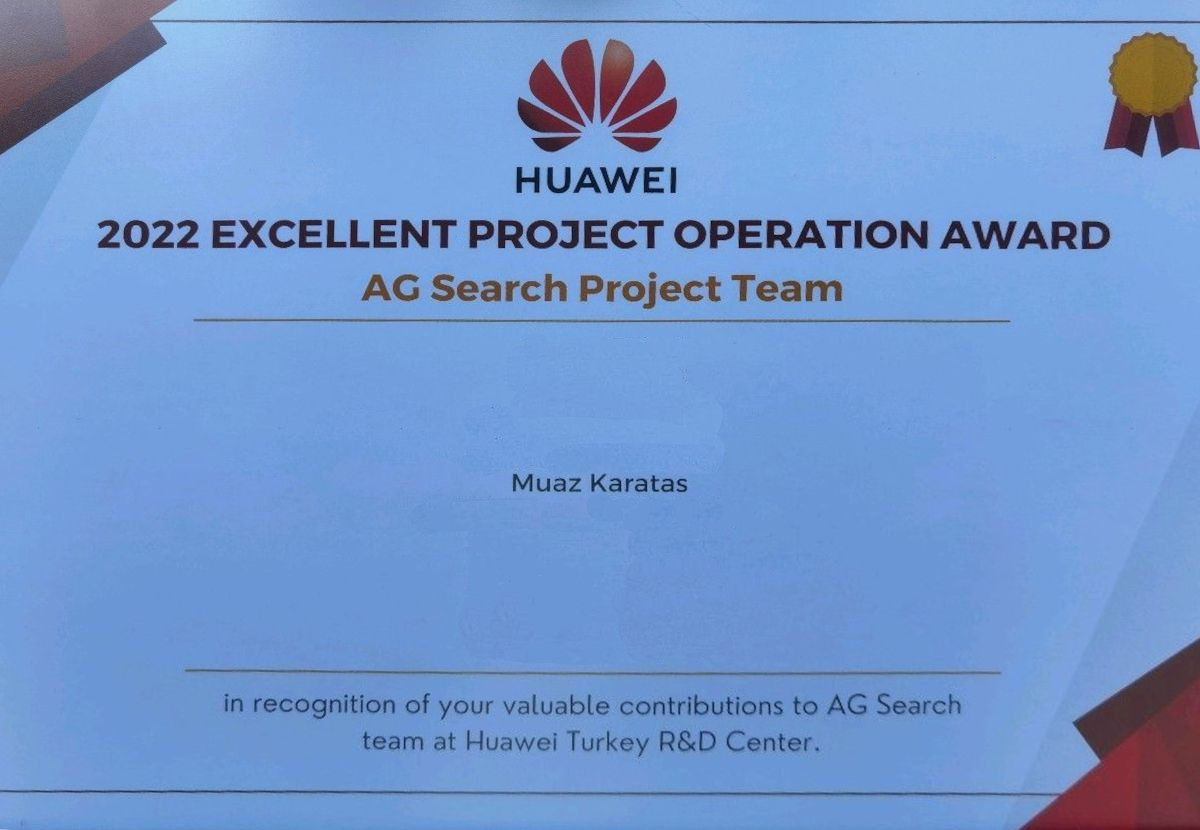 HUAWEI
2022 EXCELLENT PROJECT OPERATION AWARD
AG Search Project Team
Muaz Karatas
in recognition of your valuable contributions to AG Search
team at Huawei Turkey R&D Center.